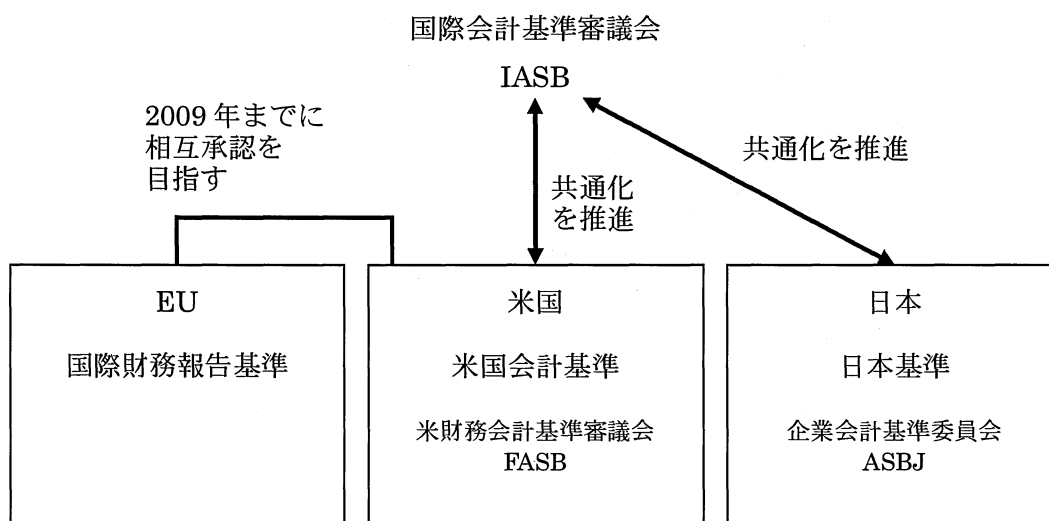 国際会計基準審議会
IASB
2009 年までに
相互承認を
目指す
共通化を推進
共通化
を推進
EU
国際財務報告基準
米国
米国会計基準
米財務会計基準審議会
FASB
日本
日本基準
企業会計基準委員会
ASBJ